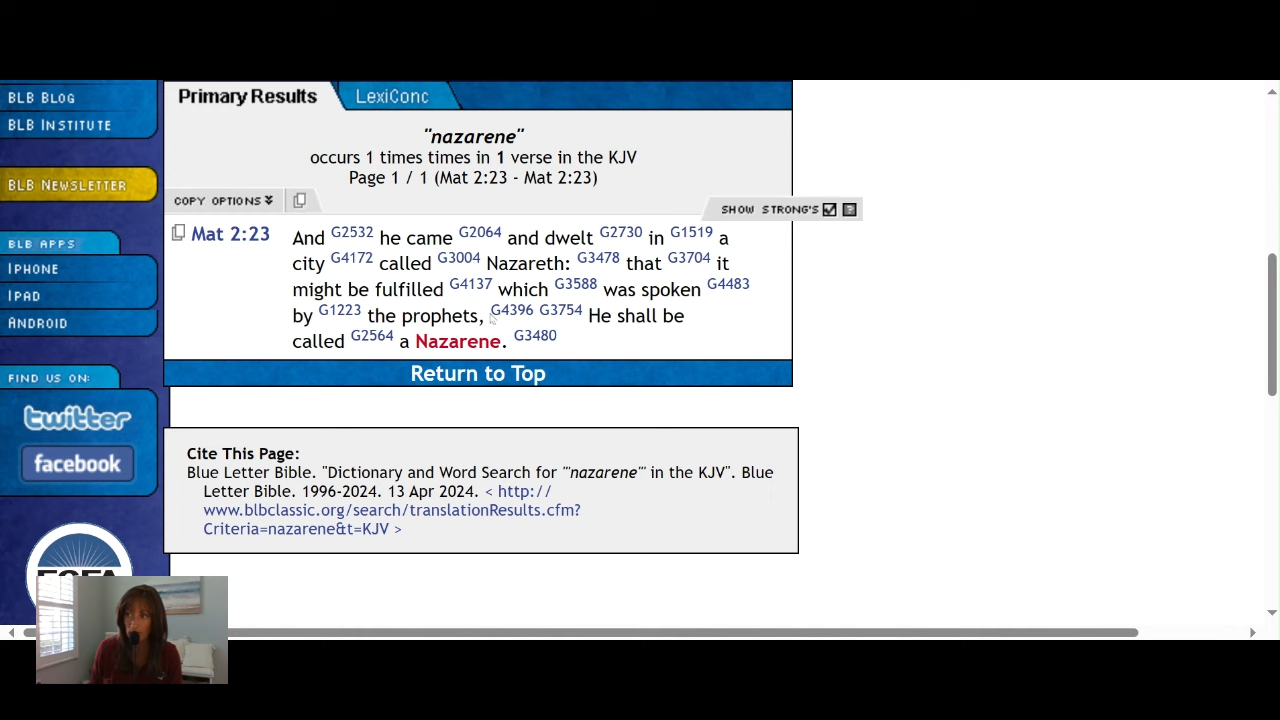 BLB Blog
BLB Institute
BLB Newsletter
BLB Apps
iPhone
iPad
Android
Find Us On:
twitter
facebook
Primary Results
LexiConc
"nazarene"
occurs 1 times times in 1 verse in the KJV
Page 1 / 1 (Mat 2:23 - Mat 2:23)
COPY OPTIONS
SHOW STRONG'S
Mat 2:23
And G2532 he came G2064 and dwelt G2730 in G1519 a
city G4172 called G3004 Nazareth: G3478 that G3704 it
might be fulfilled G4137 which G3588 was spoken G4483
by G1223 the prophets, G4396 G3754 He shall be
called G2564 a Nazarene. G3480
Return to Top
Cite This Page:
Blue Letter Bible. "Dictionary and Word Search for "'nazarene'" in the KJV". Blue
Letter Bible. 1996-2024. 13 Apr 2024. < http://
www.blbclassic.org/search/translationResults.cfm?
Criteria=nazarene&t=KJV >